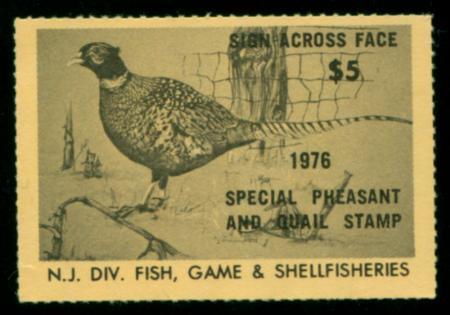 SIGN ACROSS FACE
$5
1976
SPECIAL PHEASANT
AND QUAIL STAMP
N.J. DIV. FISH, GAME & SHELLFISHERIES